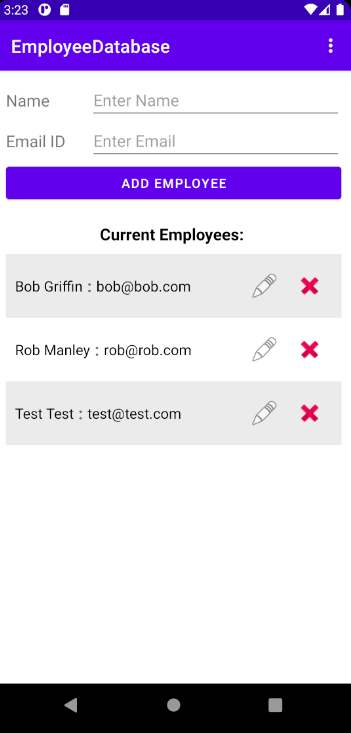 3:23
EmployeeDatabase
Name Enter Name
Email ID Enter Email
ADD EMPLOYEE
Current Employees:
Bob Griffin : bob@bob.com
Rob Manley : rob@rob.com
Test Test : test@test.com